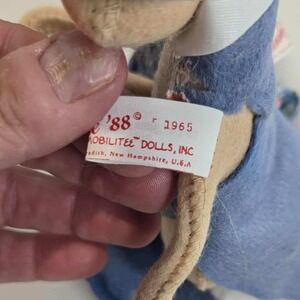 '88 © r 1965
MOBILITEE™ DOLLS, INC
New Hampshire, U.S.A